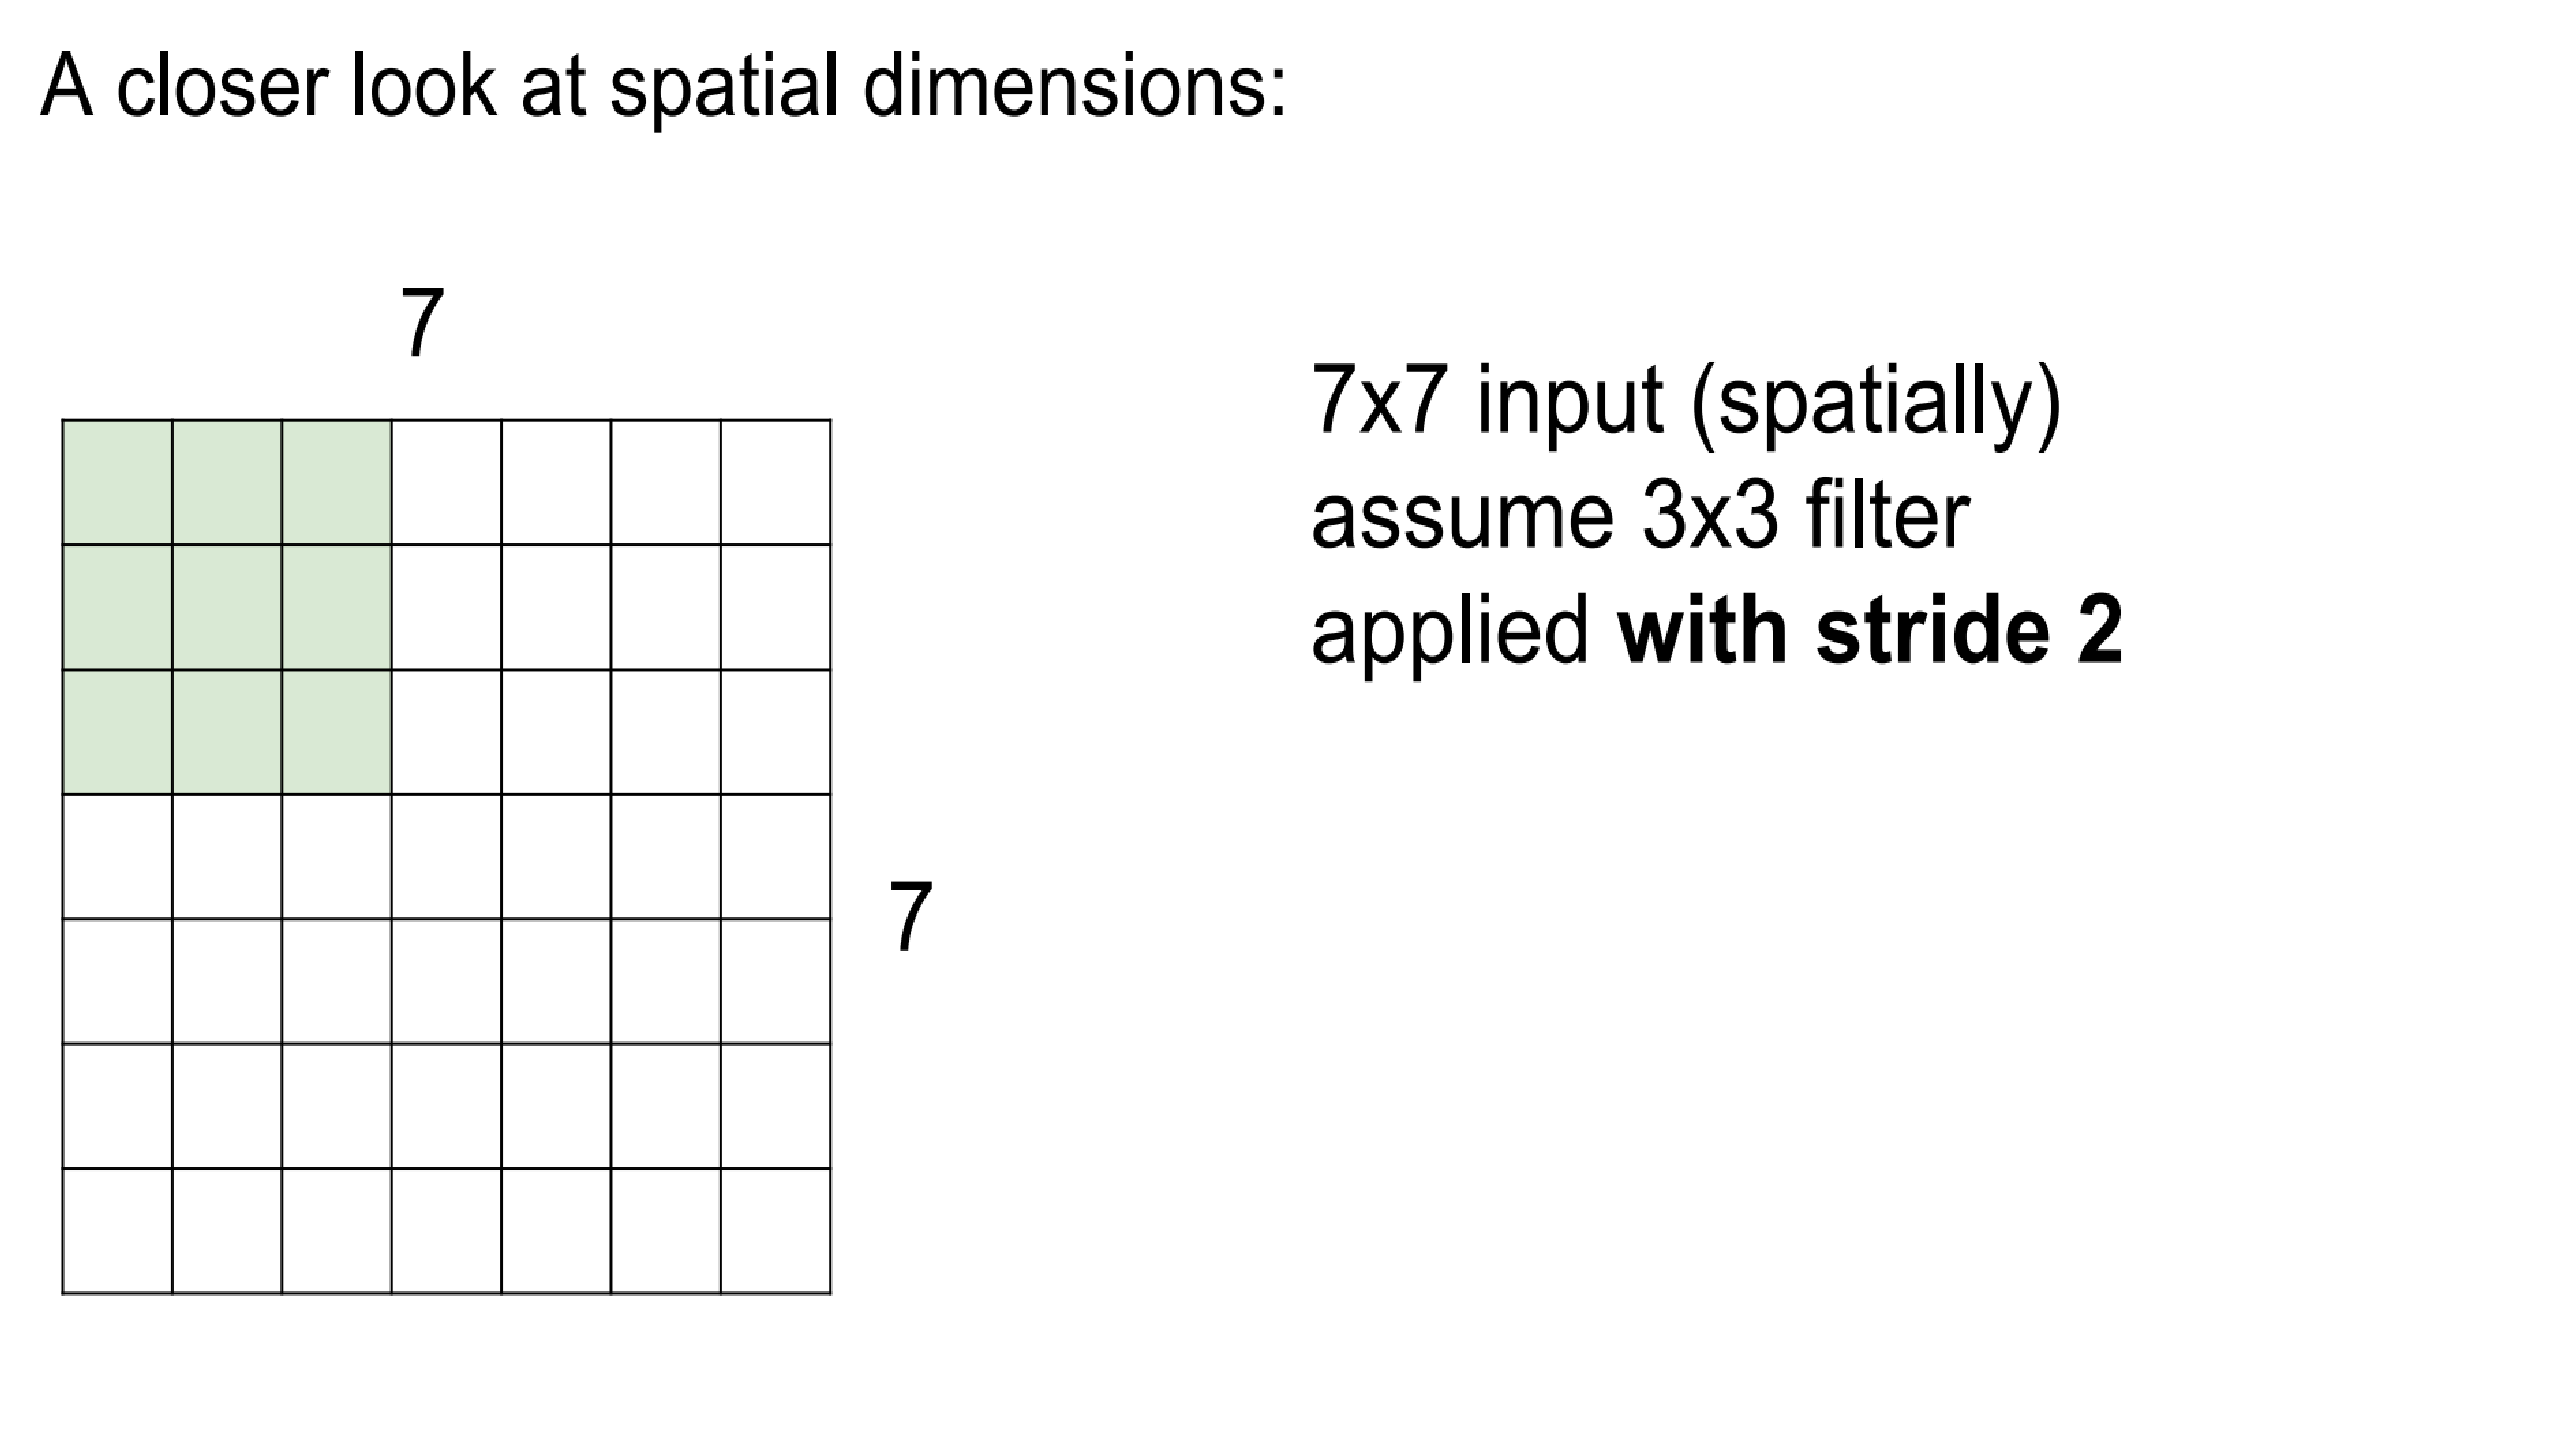 A closer look at spatial dimensions:
7
7x7 input (spatially)
assume 3x3 filter
applied with stride 2
7